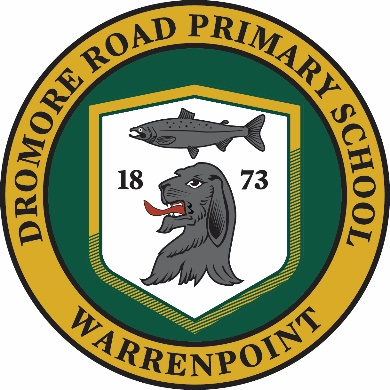 DROMORE ROAD PRIMARY SCHOOL
18 73
WARRENPOINT